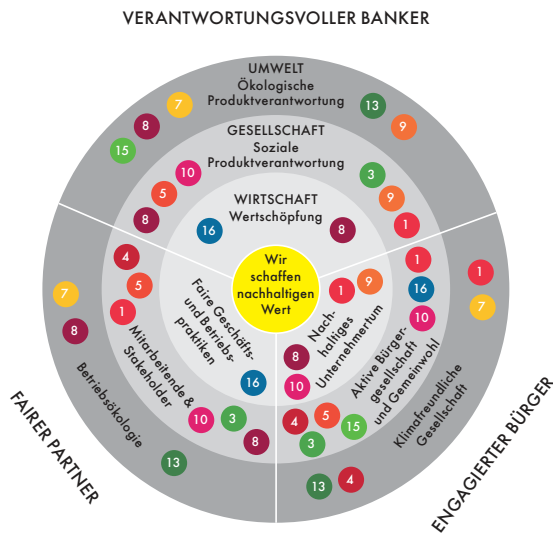 VERANTWORTUNGSVOLLER BANKER
UMWELT
Ökologische
Produktverantwortung
7
8
15
13
9
GESELLSCHAFT
Soziale
Produktverantwortung
10
5
8
3
9
1
WIRTSCHAFT
Wertschöpfung
16
8
Wir
schaffen
nachhaltigen
Wert
FAIRER PARTNER
Faire Geschäfts-
und Betriebs-
praktiken
16
Mitarbeitende &
Stakeholder
4
5
1
10
3
8
Betriebsökologie
7
8
13
ENGAGIERTER BÜRGER
Nach-
haltiges
Unternehmertum
1
9
8
10
Aktive Bürger-
gesellschaft
und Gemeinwohl
1
16
10
4
5
3
15
Klimafreundliche
Gesellschaft
1
7
13
4